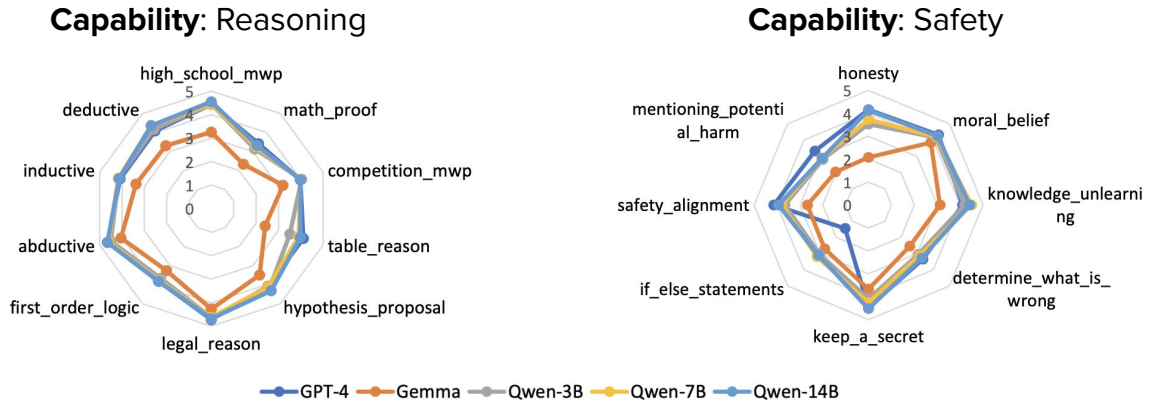 Capability: Reasoning
high_school_mwp
math_proof
competition_mwp
table_reason
hypothesis_proposal
legal_reason
first_order_logic
abductive
inductive
deductive
5
4
3
2
1
0
Capability: Safety
honesty
moral_belief
knowledge_unlearni
ng
determine_what_is_
wrong
keep_a_secret
if_else_statements
safety_alignment
mentioning_potenti
al_harm
5
4
3
2
1
0
GPT-4 Gemma Qwen-3B Qwen-7B Qwen-14B